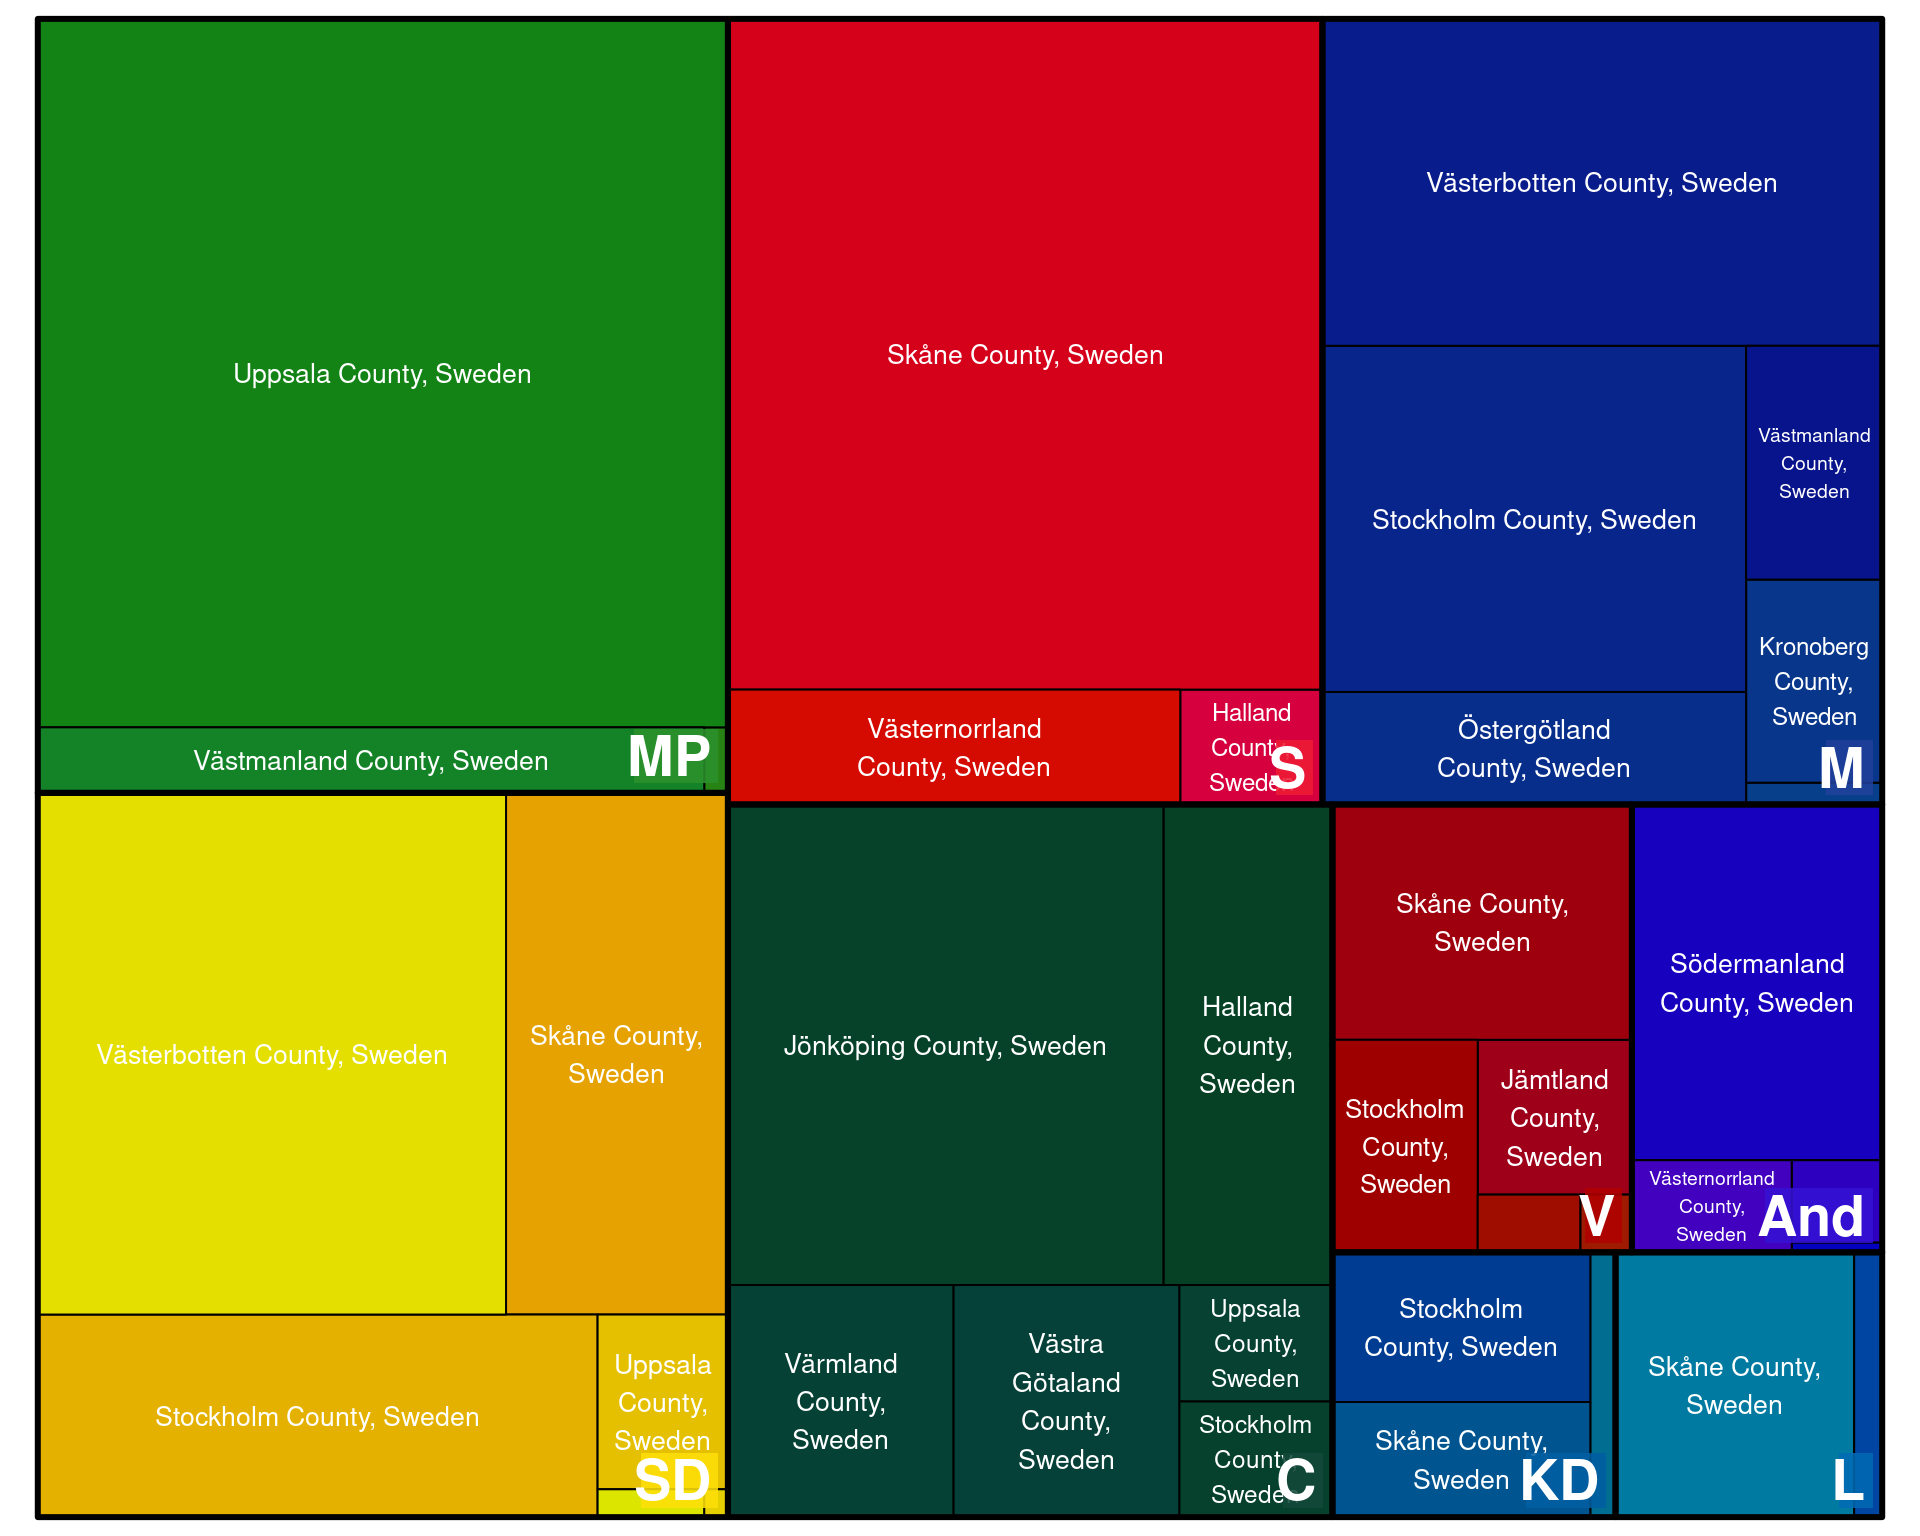 Uppsala County, Sweden
Västmanland County, Sweden
MP
Skåne County, Sweden
Västernorrland
County, Sweden
Halland
County,
Sweden
S
Västerbotten County, Sweden
Stockholm County, Sweden
Västmanland
County,
Sweden
Kronoberg
County,
Sweden
Östergötland
County, Sweden
M
Västerbotten County, Sweden
Skåne County,
Sweden
Stockholm County, Sweden
Uppsala
County,
Sweden
SD
Jönköping County, Sweden
Halland
County,
Sweden
Värmland
County,
Sweden
Västra
Götaland
County,
Sweden
Uppsala
County,
Sweden
Stockholm
County,
Sweden
C
Skåne County,
Sweden
Stockholm
County,
Sweden
Jämtland
County,
Sweden
V
Södermanland
County, Sweden
Västernorrland
County,
Sweden
And
Stockholm
County, Sweden
Skåne County,
Sweden
KD
Skåne County,
Sweden
L